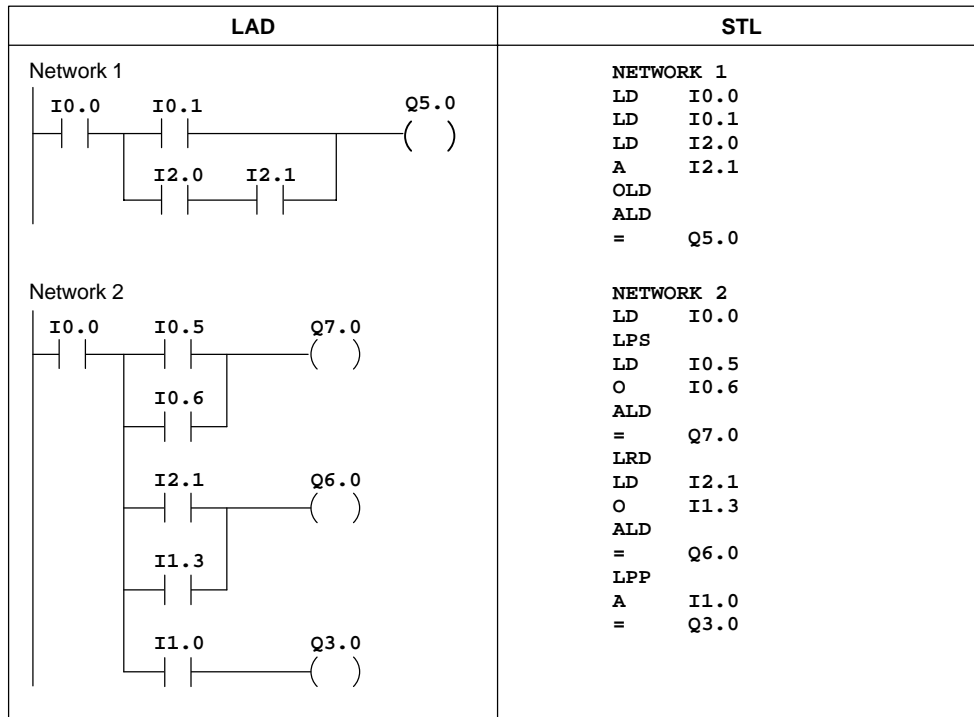 LAD
STL
Network 1
I0.0 I0.1 Q5.0
I2.0 I2.1
NETWORK 1
LD I0.0
LD I0.1
LD I2.0
A I2.1
OLD
ALD
= Q5.0
Network 2
I0.0 I0.5 Q7.0
I0.6
I2.1 Q6.0
I1.3
I1.0 Q3.0
NETWORK 2
LD I0.0
LPS
LD I0.5
O I0.6
ALD
= Q7.0
LRD
LD I2.1
O I1.3
ALD
= Q6.0
LPP
A I1.0
= Q3.0